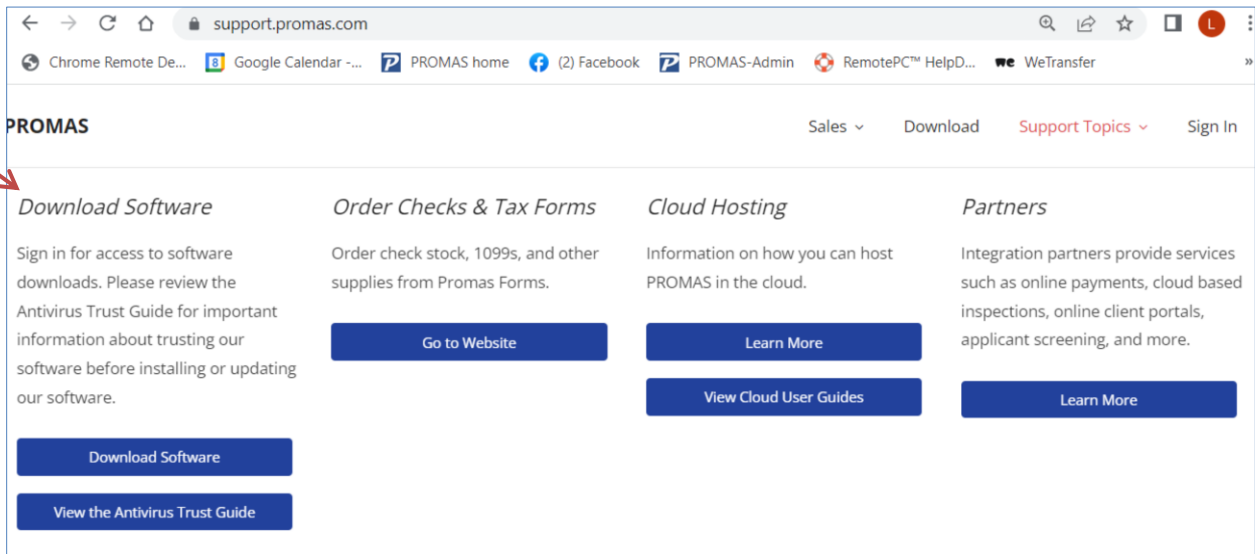 support.promas.com
L
Chrome Remote De...
8
Google Calendar -...
PROMAS home
(2) Facebook
PROMAS-Admin
RemotePC™ HelpD...
we WeTransfer
»
PROMAS
Sales
Download
Support Topics
Sign In
Download Software
Sign in for access to software
downloads. Please review the
Antivirus Trust Guide for important
information about trusting our
software before installing or updating
our software.
Download Software
View the Antivirus Trust Guide
Order Checks & Tax Forms
Order check stock, 1099s, and other
supplies from Promas Forms.
Go to Website
Cloud Hosting
Information on how you can host
PROMAS in the cloud.
Learn More
View Cloud User Guides
Partners
Integration partners provide services
such as online payments, cloud based
inspections, online client portals,
applicant screening, and more.
Learn More